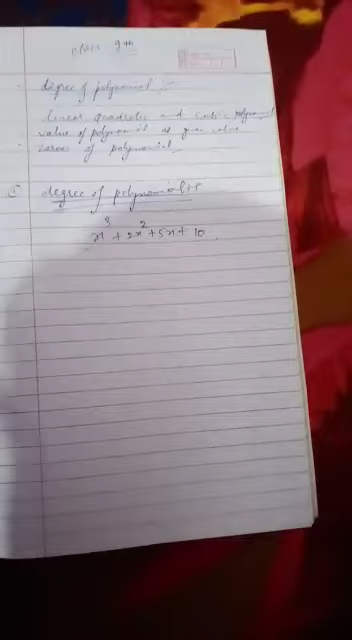 class 9th
degree of polynomial :-
linear, quadratic and cubic polynomial
value of polynomial at given value
zeroes of polynomial
degree of polynomial :-
x³ + 2x² + 5x + 10